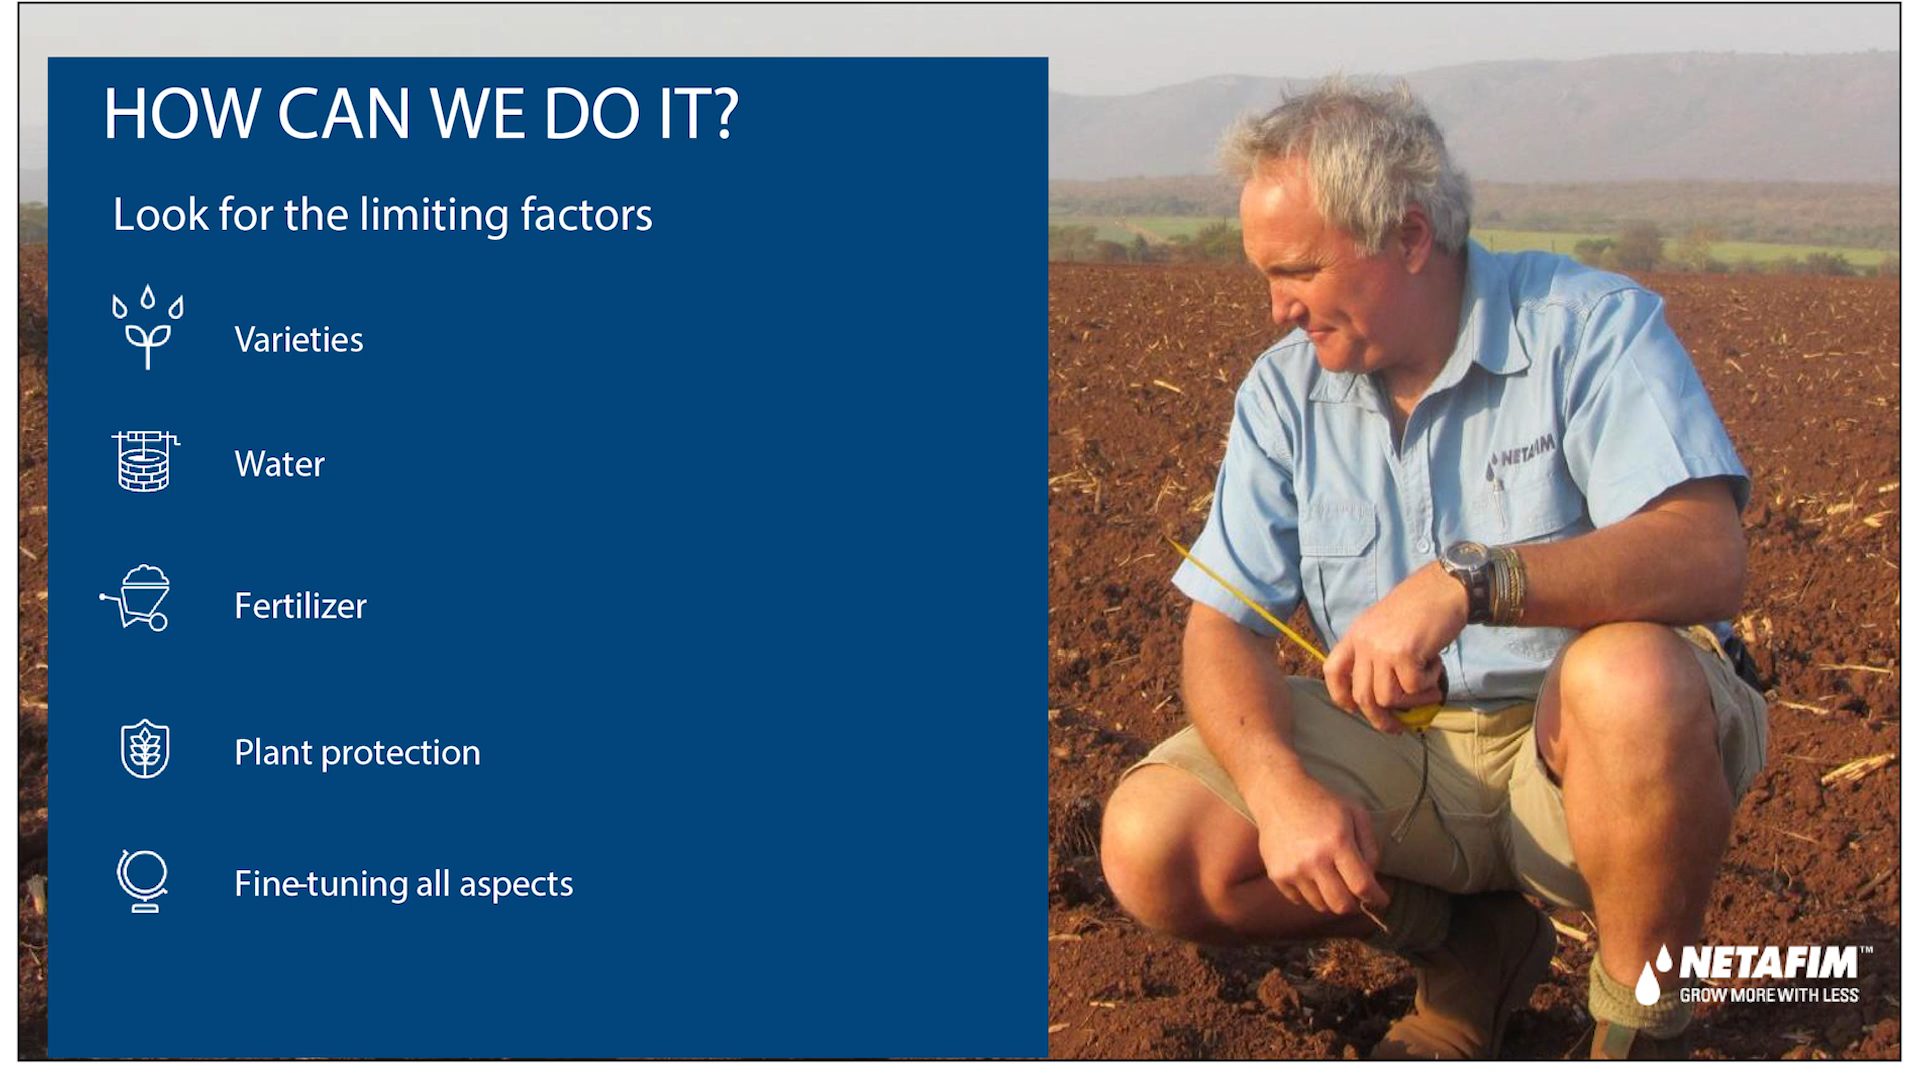 HOW CAN WE DO IT?
Look for the limiting factors
Varieties
Water
Fertilizer
Plant protection
Fine-tuning all aspects
NETAFIM
NETAFIM™
GROW MORE WITH LESS